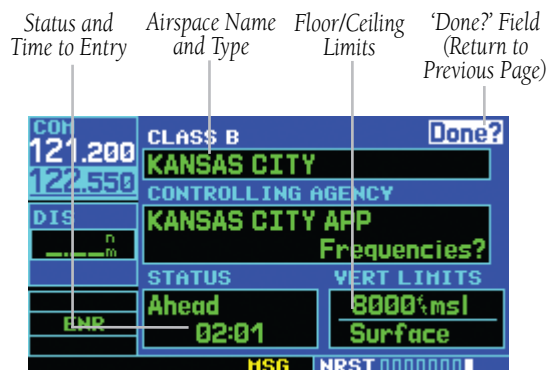 Status and
Time to Entry
Airspace Name
and Type
Floor/Ceiling
Limits
‘Done?’ Field
(Return to
Previous Page)
COM
121.200
122.550
CLASS B
Done?
KANSAS CITY
CONTROLLING AGENCY
KANSAS CITY APP
Frequencies?
DIS
__.__nm
STATUS
VERT LIMITS
Ahead
02:01
8000ft msl
Surface
ENR
MSG
NRST